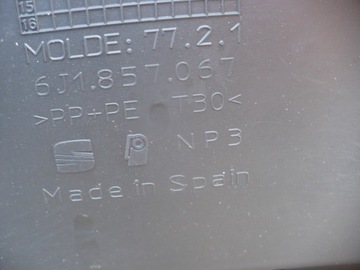 15
16
MOLDE: 77.2.1
6J1.857.067
>PP+PE T30<
NP3
Made in Spain